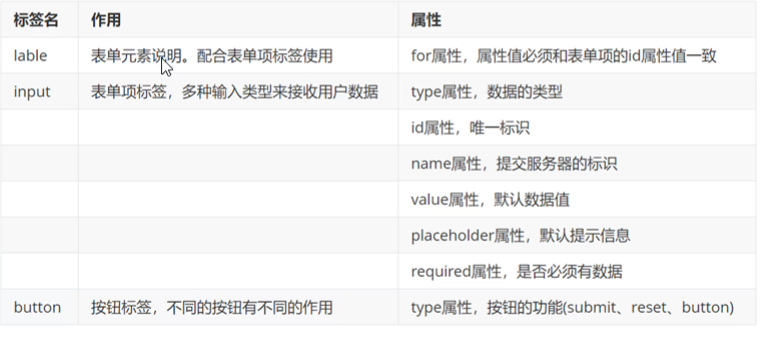 标签名 作用 属性
lable 表单元素说明。配合表单项标签使用 for属性，属性值必须和表单项的id属性值一致
input 表单项标签，多种输入类型来接收用户数据 type属性，数据的类型
id属性，唯一标识
name属性，提交服务器的标识
value属性，默认数据值
placeholder属性，默认提示信息
required属性，是否必须有数据
button 按钮标签，不同的按钮有不同的作用 type属性，按钮的功能(submit、reset、button)